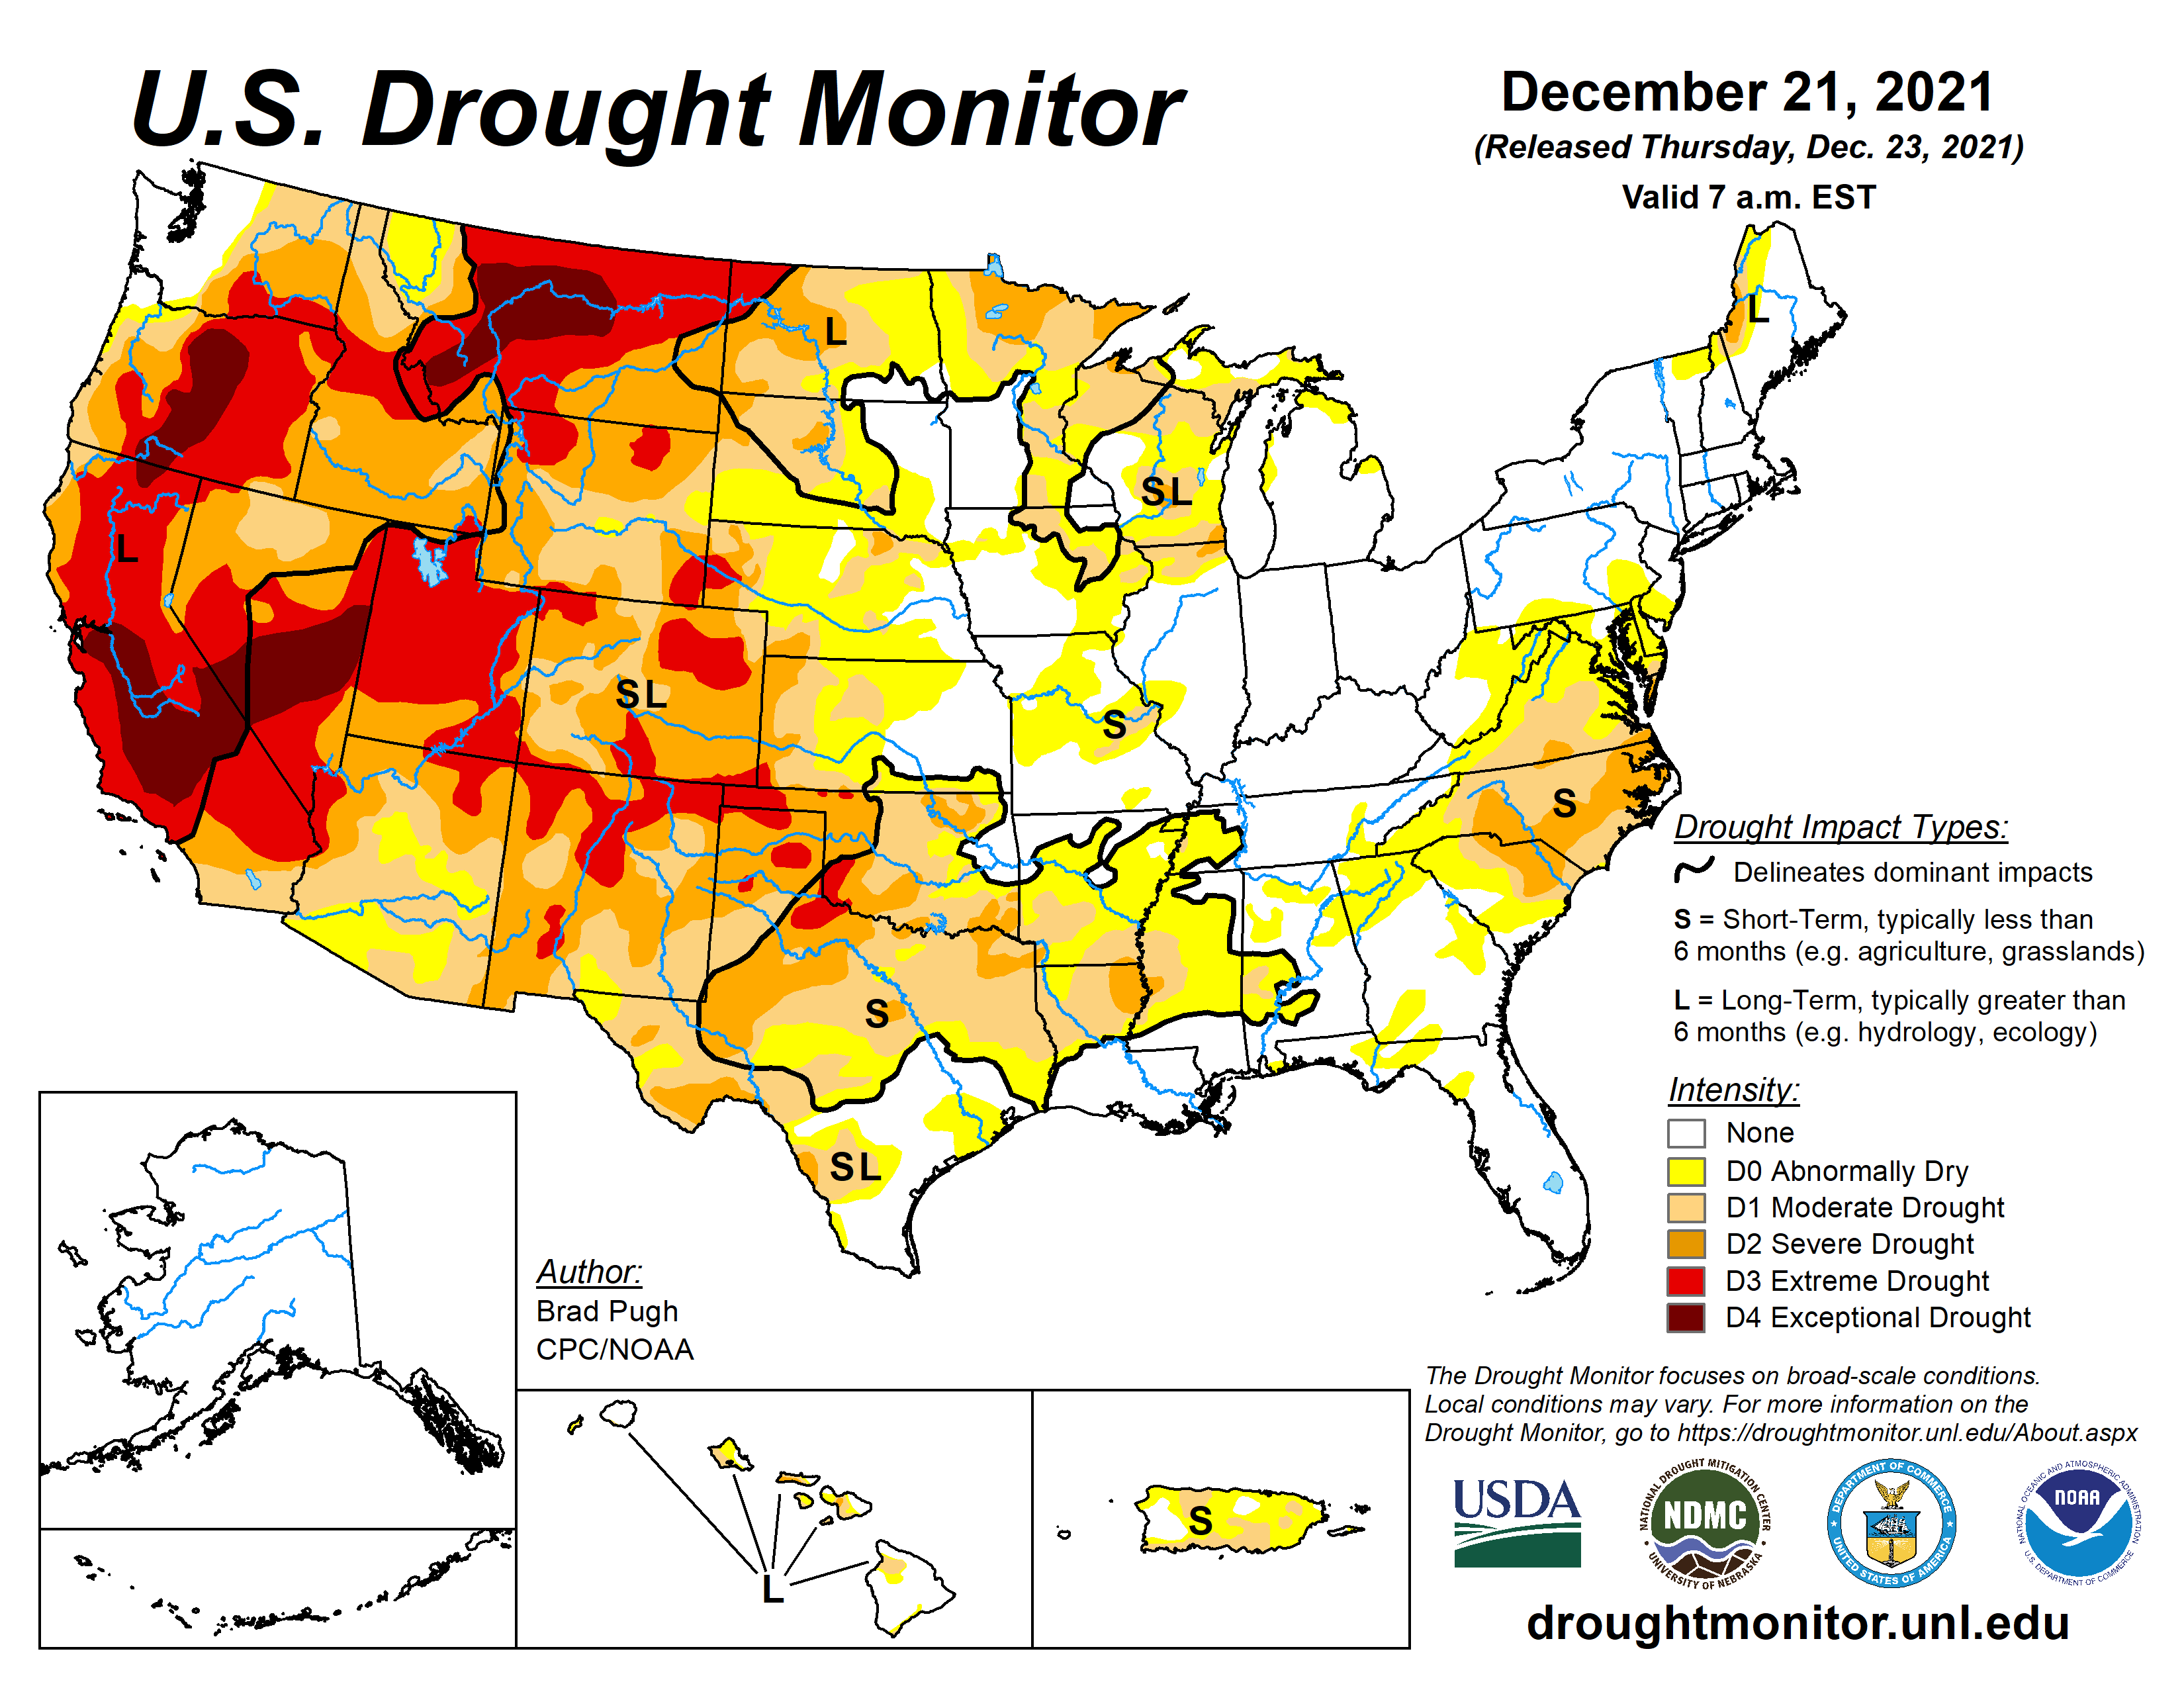 U.S. Drought Monitor
December 21, 2021
(Released Thursday, Dec. 23, 2021)
Valid 7 a.m. EST
L
L
SL
L
SL
S
S
S
SL
Drought Impact Types:
Delineates dominant impacts
S = Short-Term, typically less than
6 months (e.g. agriculture, grasslands)
L = Long-Term, typically greater than
6 months (e.g. hydrology, ecology)
Intensity:
None
D0 Abnormally Dry
D1 Moderate Drought
D2 Severe Drought
D3 Extreme Drought
D4 Exceptional Drought
Author:
Brad Pugh
CPC/NOAA
L
S
The Drought Monitor focuses on broad-scale conditions.
Local conditions may vary. For more information on the
Drought Monitor, go to https://droughtmonitor.unl.edu/About.aspx
USDA
NATIONAL DROUGHT MITIGATION CENTER
NDMC
UNIVERSITY OF NEBRASKA
DEPARTMENT OF COMMERCE
UNITED STATES OF AMERICA
NATIONAL OCEANIC AND ATMOSPHERIC ADMINISTRATION
NOAA
U.S. DEPARTMENT OF COMMERCE
droughtmonitor.unl.edu